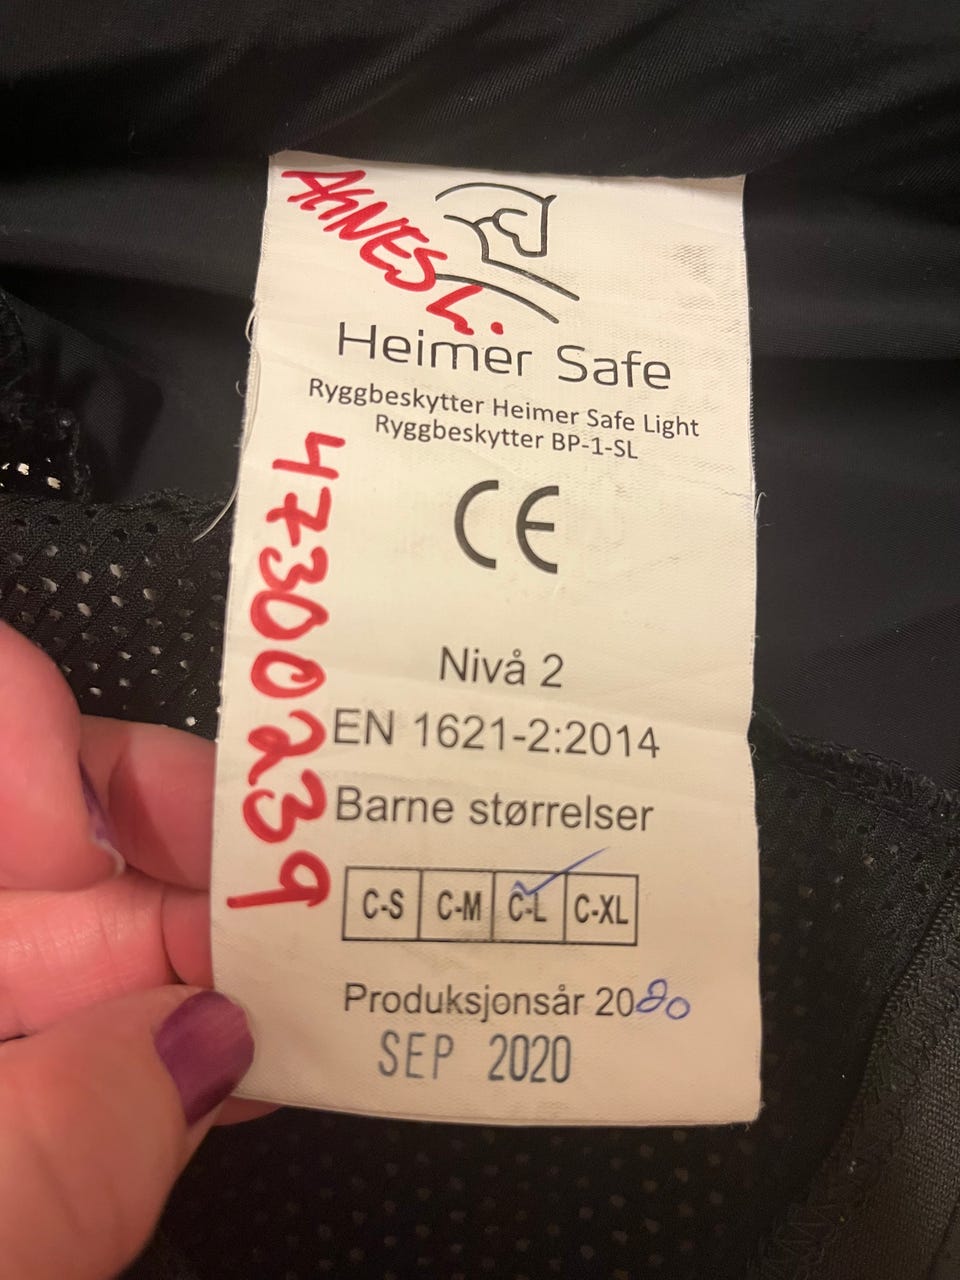 AGNES L.
Heimer Safe
Ryggbeskytter Heimer Safe Light
Ryggbeskytter BP-1-SL
CE
47300239
Nivå 2
EN 1621-2:2014
Barne størrelser
C-S C-M C-L C-XL
Produksjonsår 2020
SEP 2020